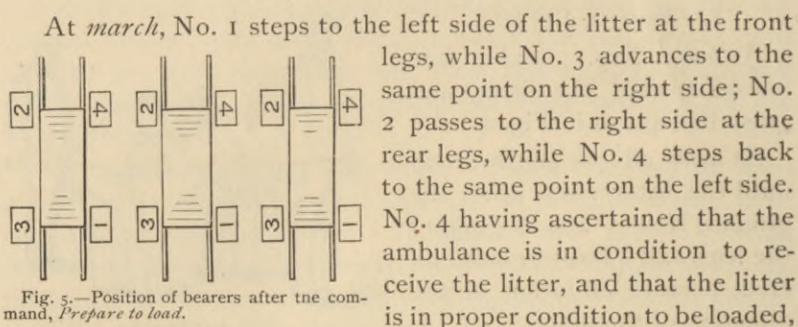 At march, No. 1 steps to the left side of the litter at the front
legs, while No. 3 advances to the
same point on the right side; No.
2 passes to the right side at the
rear legs, while No. 4 steps back
to the same point on the left side.
No. 4 having ascertained that the
ambulance is in condition to re-
ceive the litter, and that the litter
is in proper condition to be loaded,
2 4 2 4 2 4
3 1 3 1 3 1
Fig. 5.—Position of bearers after tne com-
mand, Prepare to load.